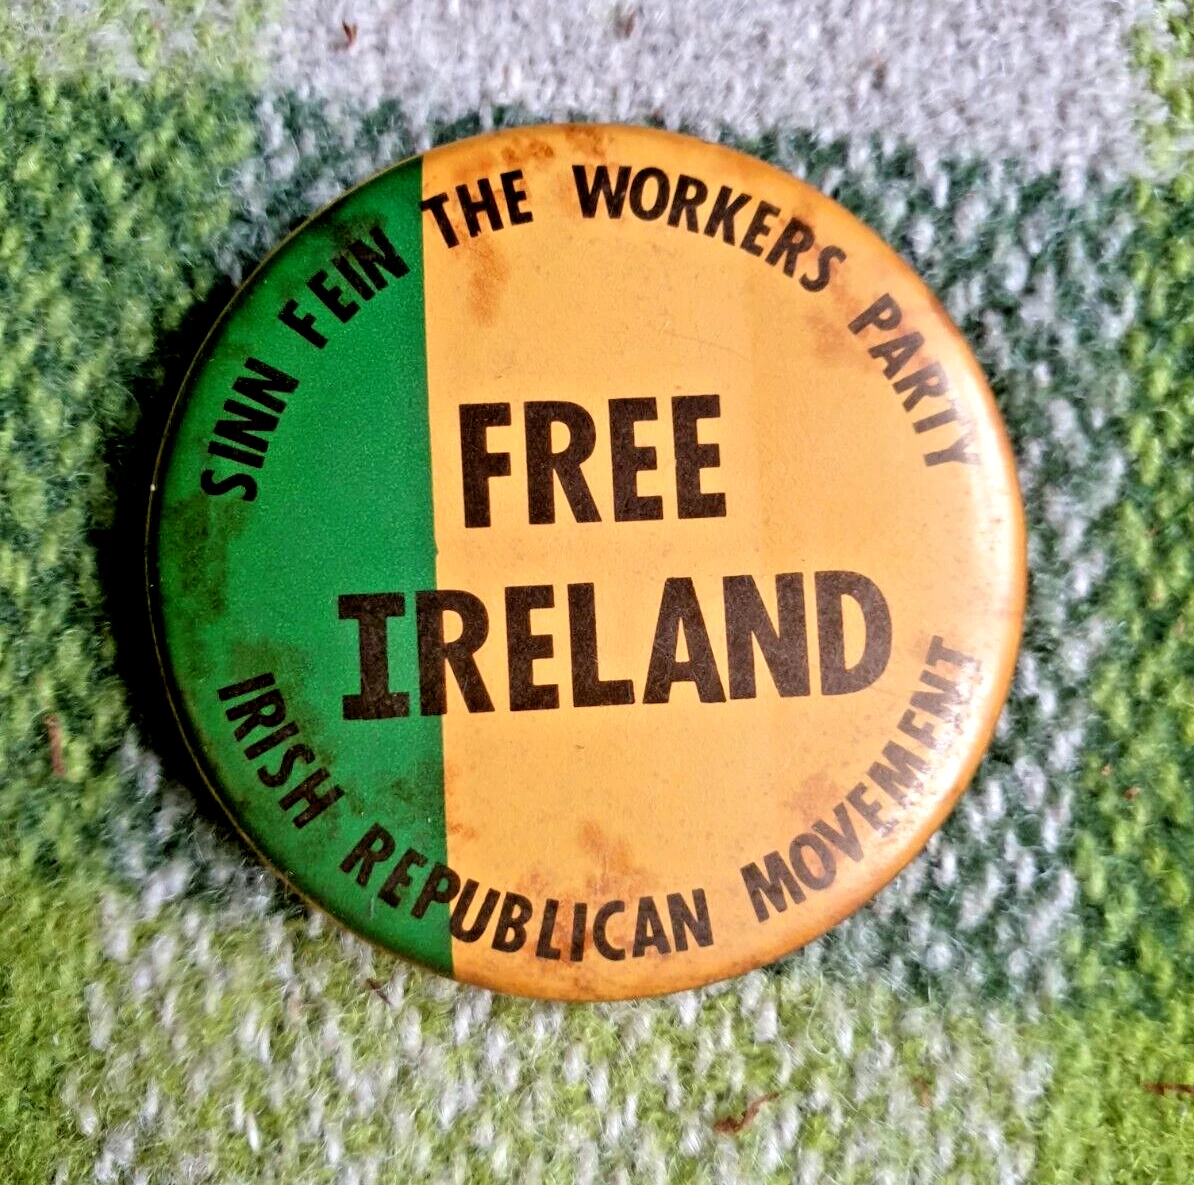 SINN FEIN THE WORKERS PARTY
FREE
IRELAND
IRISH REPUBLICAN MOVEMENT